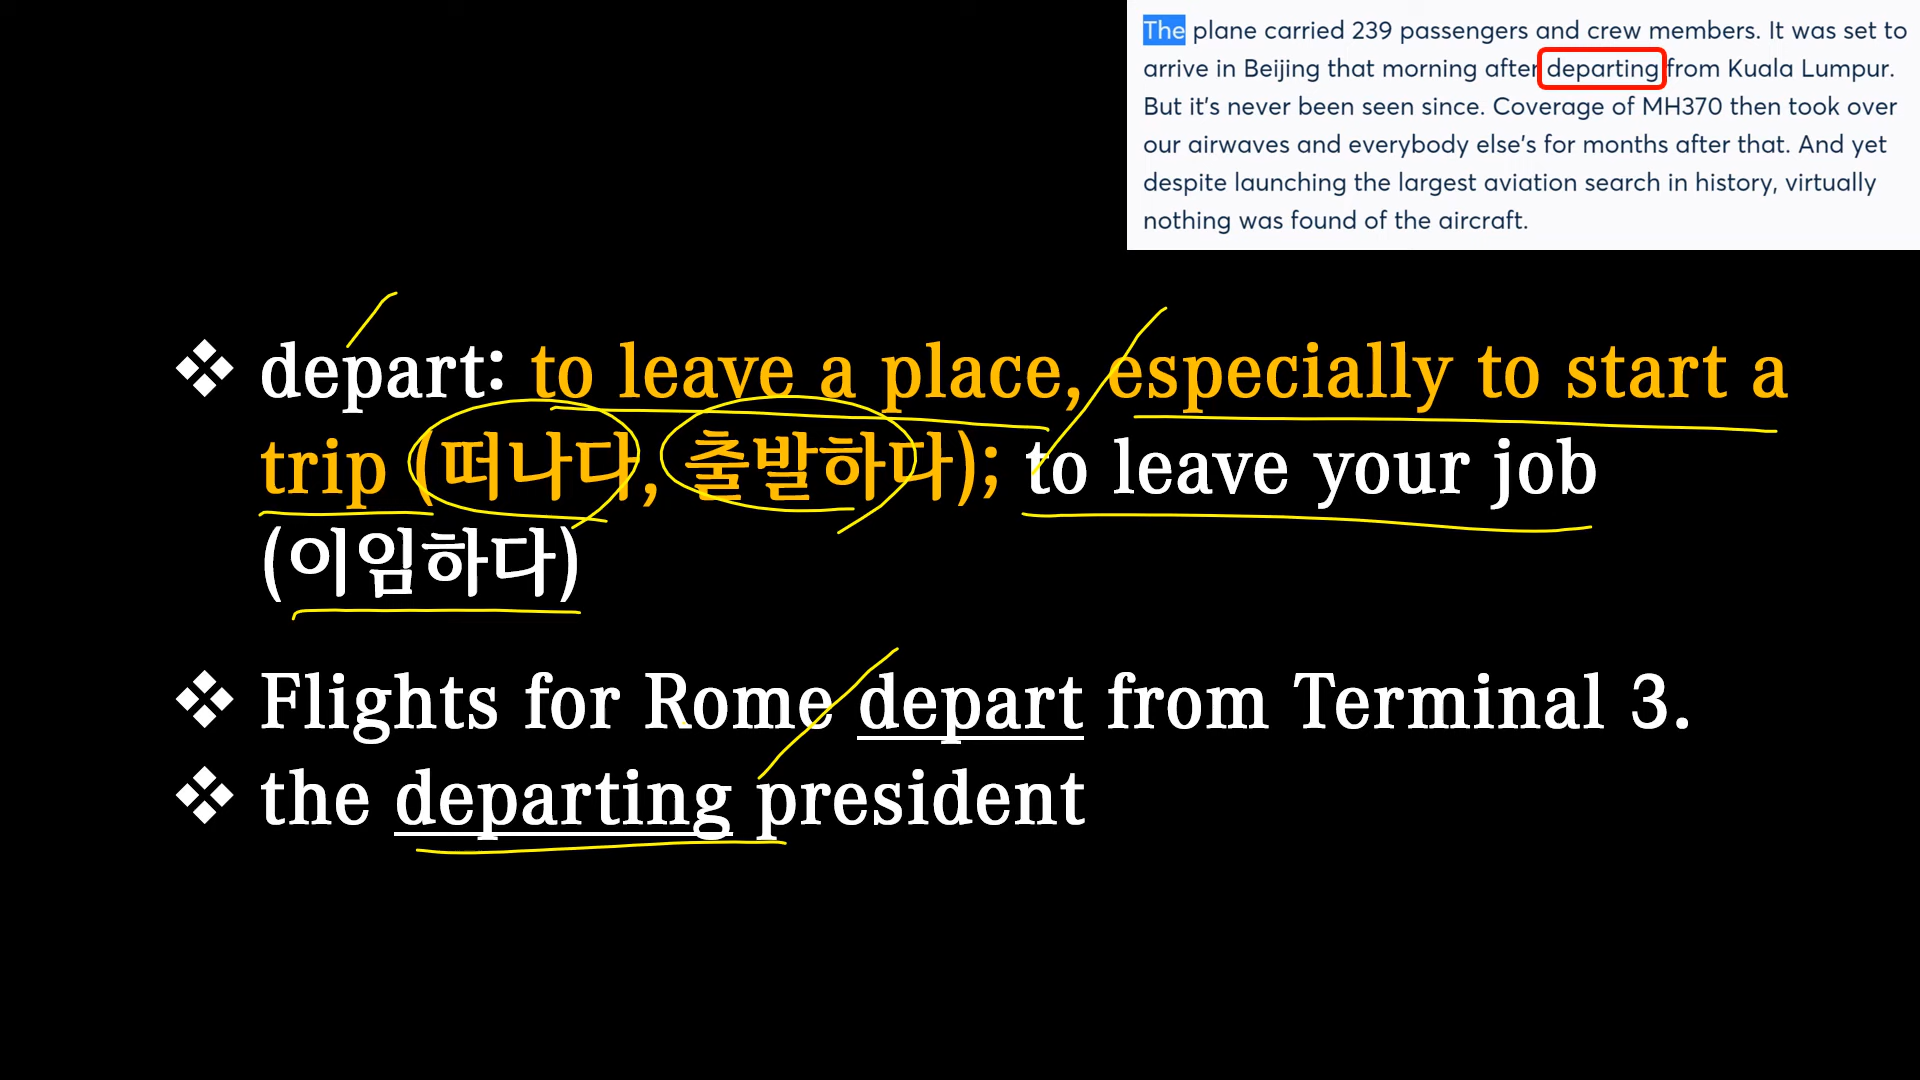 The plane carried 239 passengers and crew members. It was set to
arrive in Beijing that morning after departing from Kuala Lumpur.
But it's never been seen since. Coverage of MH370 then took over
our airwaves and everybody else's for months after that. And yet
despite launching the largest aviation search in history, virtually
nothing was found of the aircraft.
❖ depart: to leave a place, especially to start a
trip (떠나다, 출발하다); to leave your job
(이임하다)
❖ Flights for Rome depart from Terminal 3.
❖ the departing president